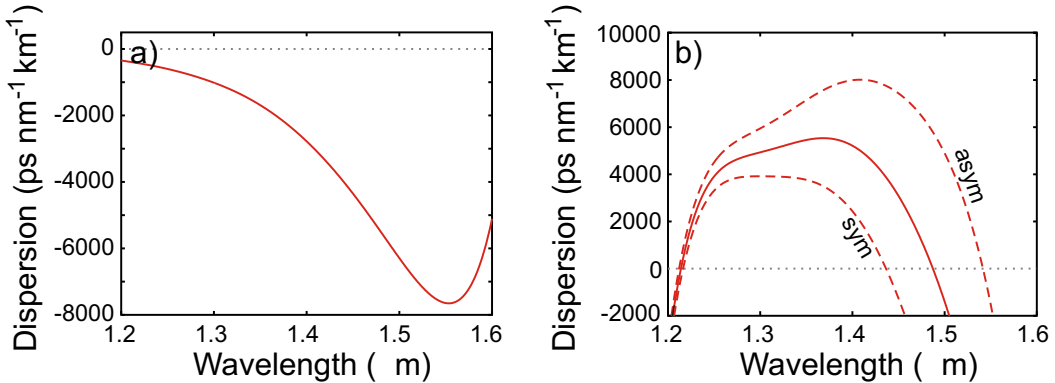 a)
Dispersion (ps nm-1 km-1)
0
-2000
-4000
-6000
-8000
1.2
1.3
1.4
1.5
1.6
Wavelength ( m)
b)
Dispersion (ps nm-1 km-1)
10000
8000
6000
4000
2000
0
-2000
asym
sym
1.2
1.3
1.4
1.5
1.6
Wavelength ( m)